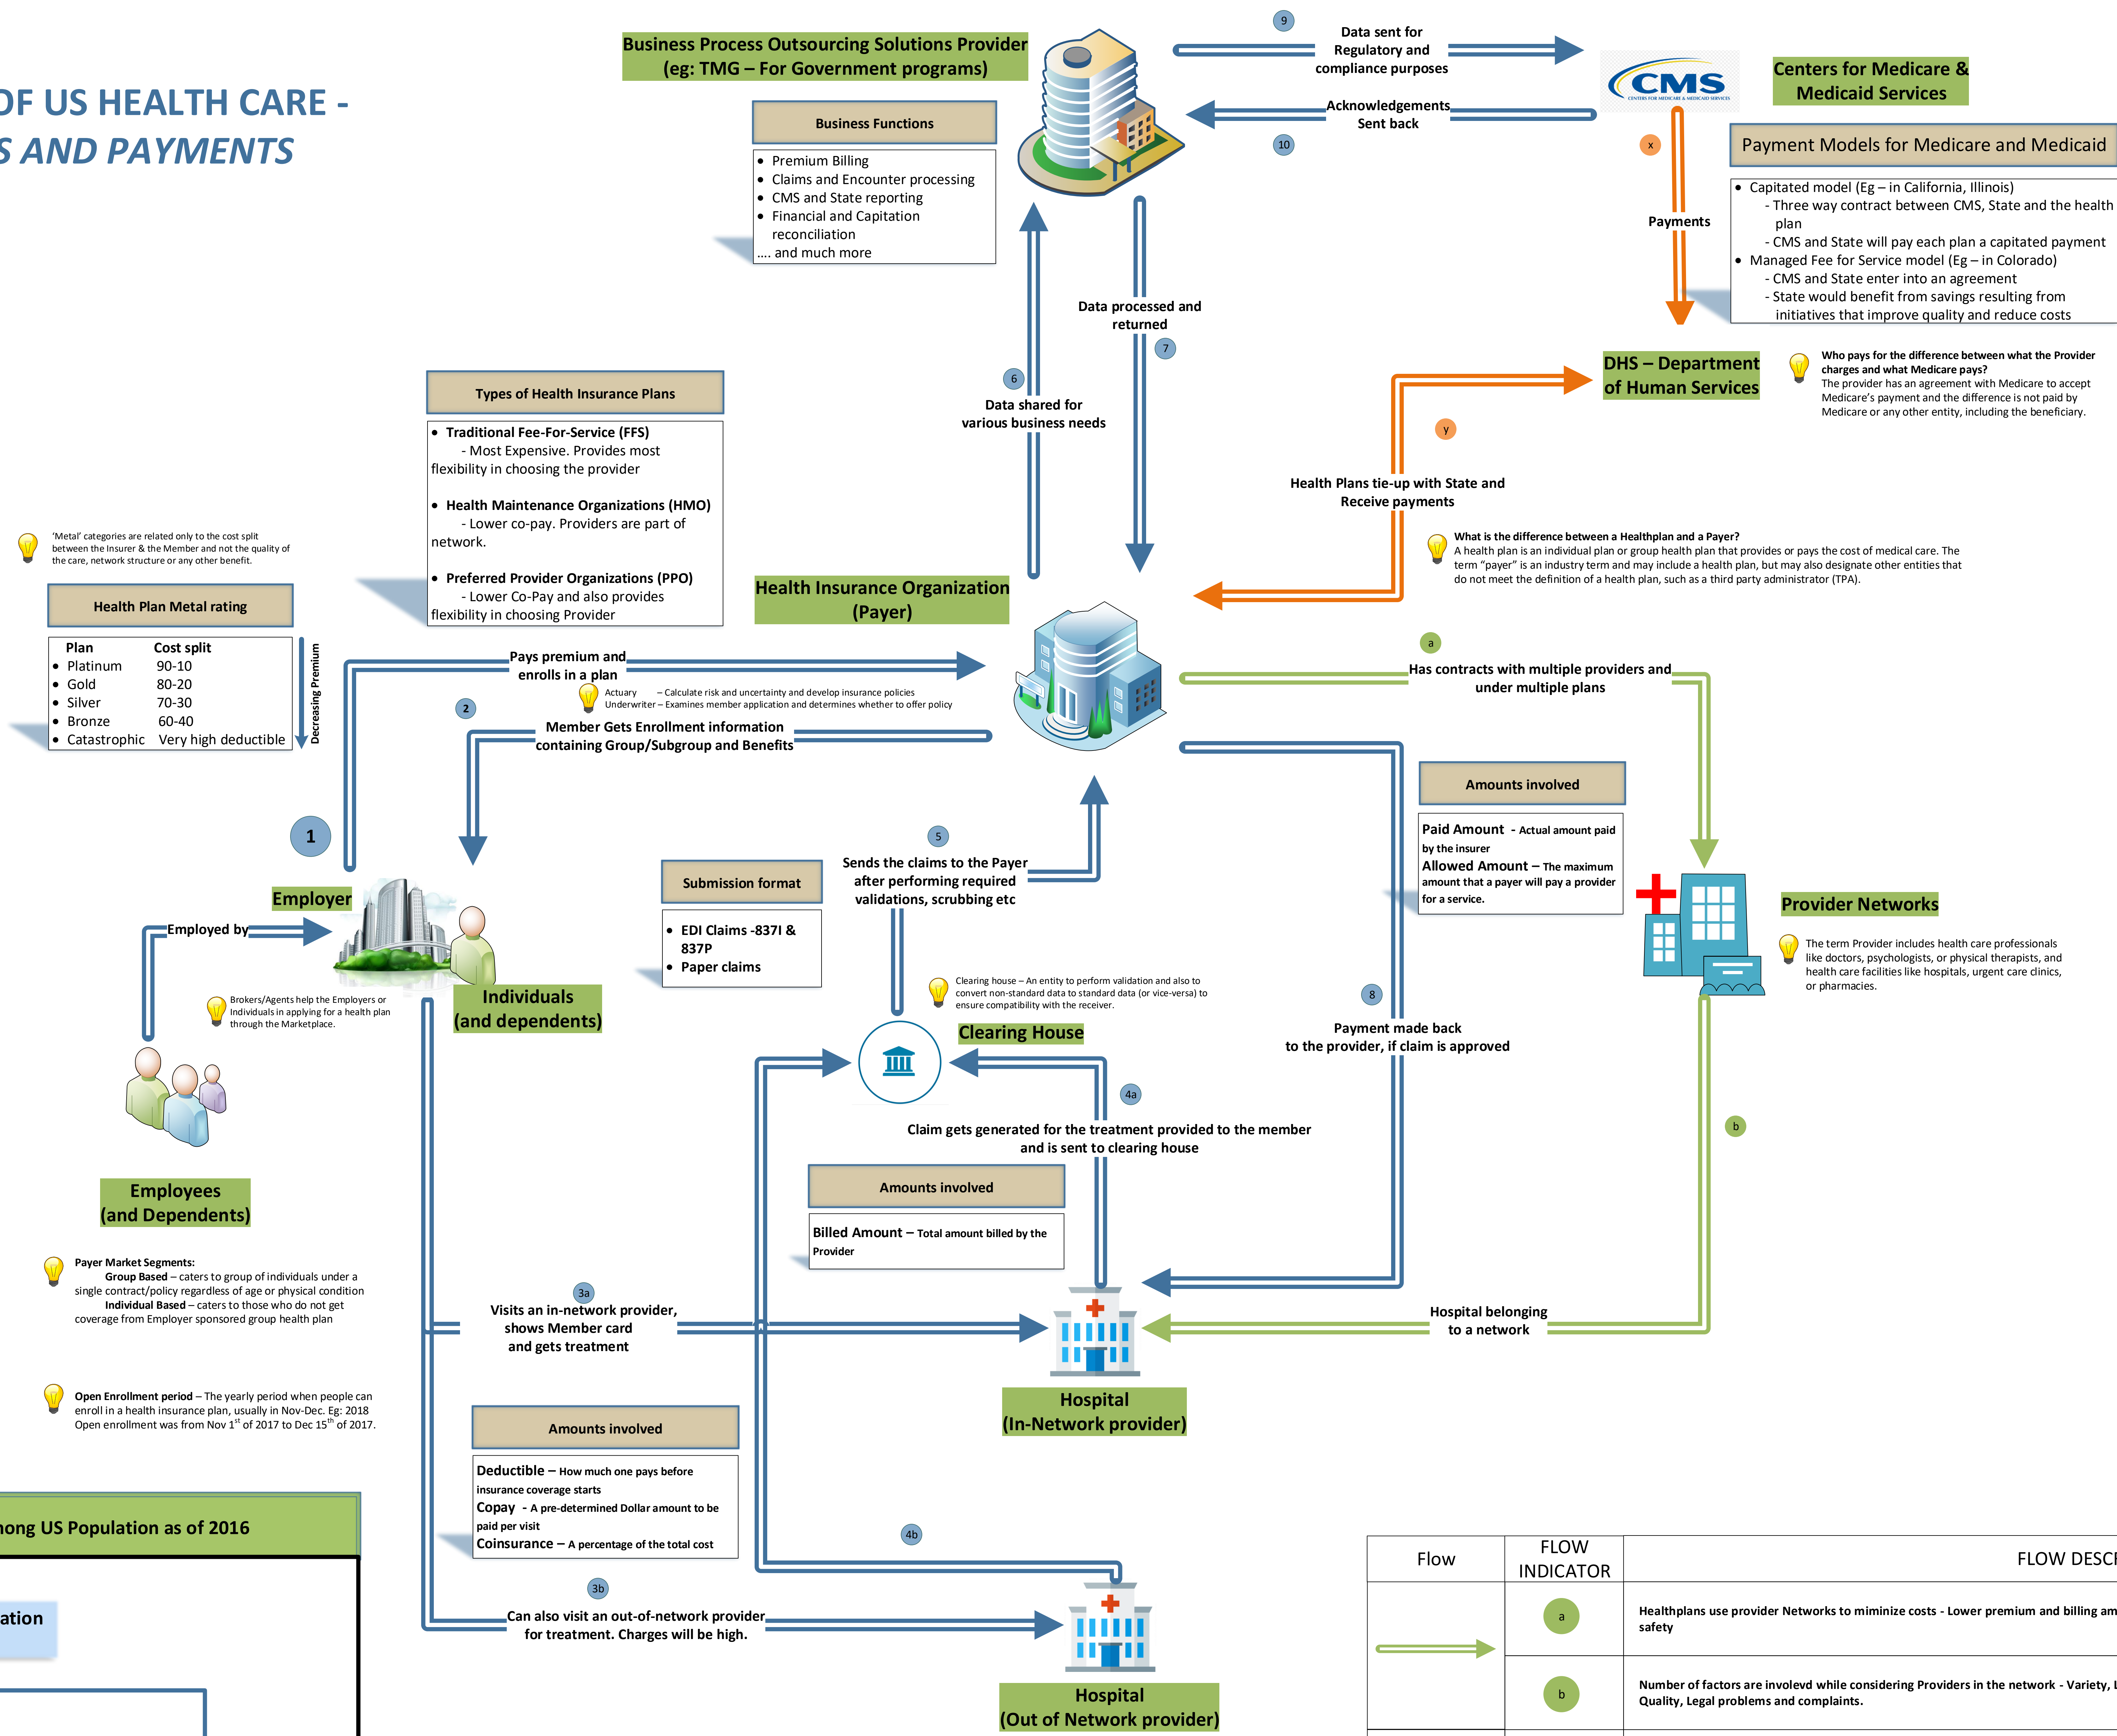 OF US HEALTH CARE -
S AND PAYMENTS
Business Process Outsourcing Solutions Provider
(eg: TMG – For Government programs)
Business Functions
• Premium Billing
• Claims and Encounter processing
• CMS and State reporting
• Financial and Capitation
reconciliation
…. and much more
9
Data sent for
Regulatory and
compliance purposes
Acknowledgements
Sent back
10
CMS
CENTERS FOR MEDICARE & MEDICAID SERVICES
Centers for Medicare &
Medicaid Services
x
Payments
Payment Models for Medicare and Medicaid
• Capitated model (Eg – in California, Illinois)
- Three way contract between CMS, State and the health
plan
- CMS and State will pay each plan a capitated payment
• Managed Fee for Service model (Eg – in Colorado)
- CMS and State enter into an agreement
- State would benefit from savings resulting from
initiatives that improve quality and reduce costs
Data processed and
returned
7
6
Data shared for
various business needs
DHS – Department
of Human Services
Who pays for the difference between what the Provider
charges and what Medicare pays?
The provider has an agreement with Medicare to accept
Medicare’s payment and the difference is not paid by
Medicare or any other entity, including the beneficiary.
y
Health Plans tie-up with State and
Receive payments
What is the difference between a Healthplan and a Payer?
A health plan is an individual plan or group health plan that provides or pays the cost of medical care. The
term “payer” is an industry term and may include a health plan, but may also designate other entities that
do not meet the definition of a health plan, such as a third party administrator (TPA).
Types of Health Insurance Plans
• Traditional Fee-For-Service (FFS)
- Most Expensive. Provides most
flexibility in choosing the provider
• Health Maintenance Organizations (HMO)
- Lower co-pay. Providers are part of
network.
• Preferred Provider Organizations (PPO)
- Lower Co-Pay and also provides
flexibility in choosing Provider
‘Metal’ categories are related only to the cost split
between the Insurer & the Member and not the quality of
the care, network structure or any other benefit.
Health Plan Metal rating
Plan Cost split
• Platinum 90-10
• Gold 80-20
• Silver 70-30
• Bronze 60-40
• Catastrophic Very high deductible
Decreasing Premium
Health Insurance Organization
(Payer)
Pays premium and
enrolls in a plan
Actuary – Calculate risk and uncertainty and develop insurance policies
Underwriter – Examines member application and determines whether to offer policy
2
Member Gets Enrollment information
containing Group/Subgroup and Benefits
a
Has contracts with multiple providers and
under multiple plans
Amounts involved
Paid Amount - Actual amount paid
by the insurer
Allowed Amount – The maximum
amount that a payer will pay a provider
for a service.
Provider Networks
The term Provider includes health care professionals
like doctors, psychologists, or physical therapists, and
health care facilities like hospitals, urgent care clinics,
or pharmacies.
1
Employer
Employed by
Brokers/Agents help the Employers or
Individuals in applying for a health plan
through the Marketplace.
Individuals
(and dependents)
Submission format
• EDI Claims -837I &
837P
• Paper claims
5
Sends the claims to the Payer
after performing required
validations, scrubbing etc
Clearing house – An entity to perform validation and also to
convert non-standard data to standard data (or vice-versa) to
ensure compatibility with the receiver.
Clearing House
8
Payment made back
to the provider, if claim is approved
4a
Claim gets generated for the treatment provided to the member
and is sent to clearing house
b
Employees
(and Dependents)
Amounts involved
Billed Amount – Total amount billed by the
Provider
Payer Market Segments:
Group Based – caters to group of individuals under a
single contract/policy regardless of age or physical condition
Individual Based – caters to those who do not get
coverage from Employer sponsored group health plan
3a
Visits an in-network provider,
shows Member card
and gets treatment
Hospital belonging
to a network
Hospital
(In-Network provider)
Open Enrollment period – The yearly period when people can
enroll in a health insurance plan, usually in Nov-Dec. Eg: 2018
Open enrollment was from Nov 1st of 2017 to Dec 15th of 2017.
Amounts involved
Deductible – How much one pays before
insurance coverage starts
Copay - A pre-determined Dollar amount to be
paid per visit
Coinsurance – A percentage of the total cost
4b
3b
Can also visit an out-of-network provider
for treatment. Charges will be high.
Hospital
(Out of Network provider)
mong US Population as of 2016
ation
Flow
FLOW
INDICATOR
FLOW DESC
a
Healthplans use provider Networks to miminize costs - Lower premium and billing am
safety
b
Number of factors are involevd while considering Providers in the network - Variety, L
Quality, Legal problems and complaints.